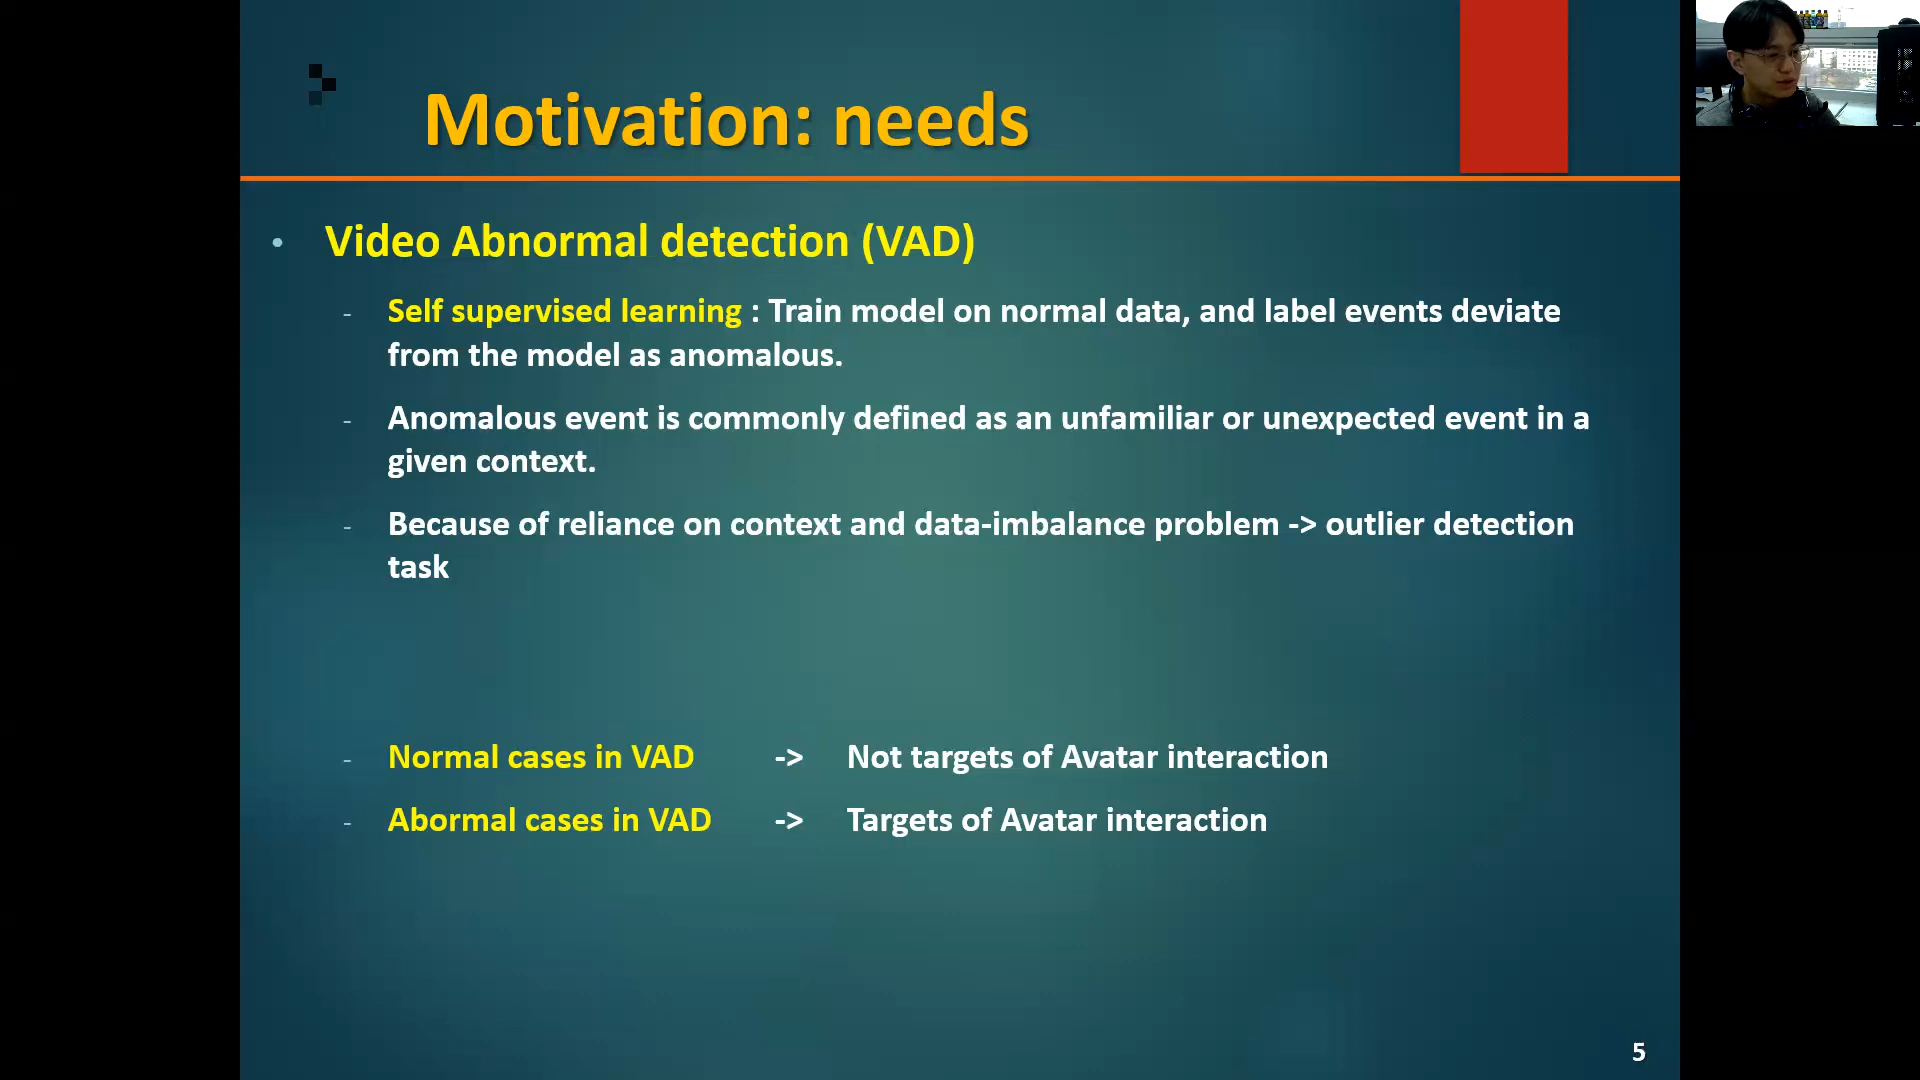 Motivation: needs
• Video Abnormal detection (VAD)
- Self supervised learning : Train model on normal data, and label events deviate
from the model as anomalous.
- Anomalous event is commonly defined as an unfamiliar or unexpected event in a
given context.
- Because of reliance on context and data-imbalance problem -> outlier detection
task
- Normal cases in VAD -> Not targets of Avatar interaction
- Abormal cases in VAD -> Targets of Avatar interaction
5